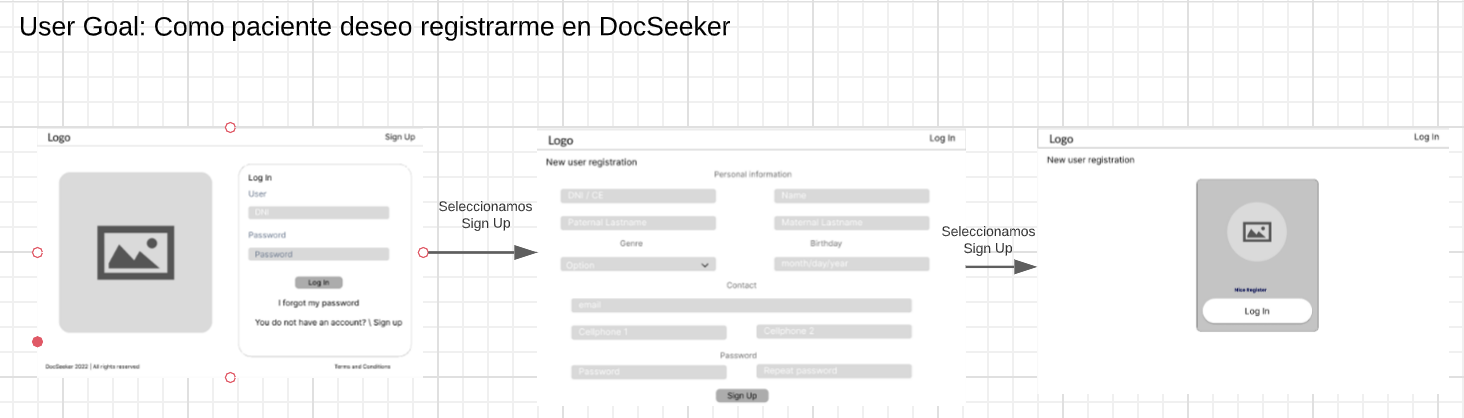 User Goal: Como paciente deseo registrarme en DocSeeker
Logo
Sign Up
Log In
User
DNI
Password
Password
Log In
I forgot my password
You do not have an account? \ Sign up
DocSeeker 2022 | All rights reserved
Terms and Conditions
Seleccionamos
Sign Up
Logo
Log In
New user registration
Personal information
DNI / CE
Name
Paternal Lastname
Maternal Lastname
Genre
Birthday
Option
month/day/year
Contact
email
Cellphone 1
Cellphone 2
Password
Password
Repeat password
Sign Up
Seleccionamos
Sign Up
Logo
Log In
New user registration
Nice Register
Log In